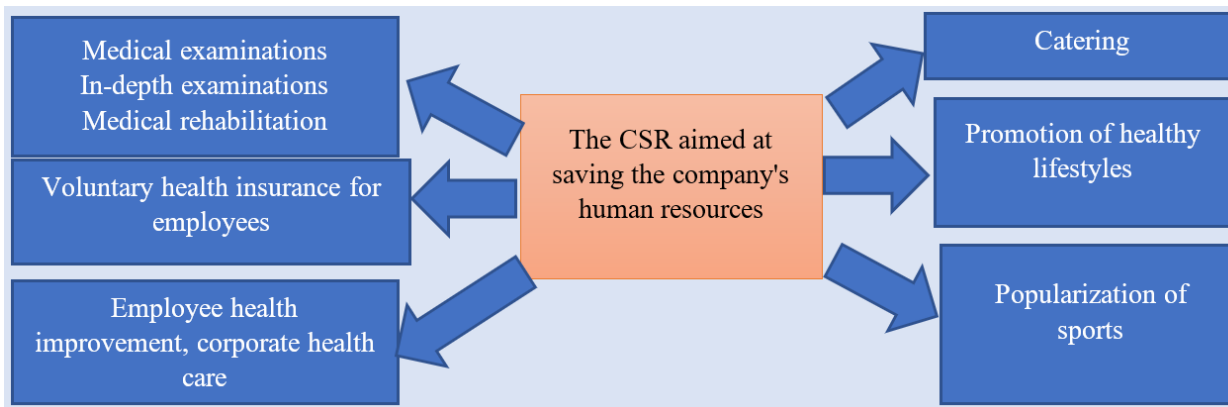 Medical examinations
In-depth examinations
Medical rehabilitation
Voluntary health insurance for
employees
Employee health
improvement, corporate health
care
The CSR aimed at
saving the company's
human resources
Catering
Promotion of healthy
lifestyles
Popularization of
sports